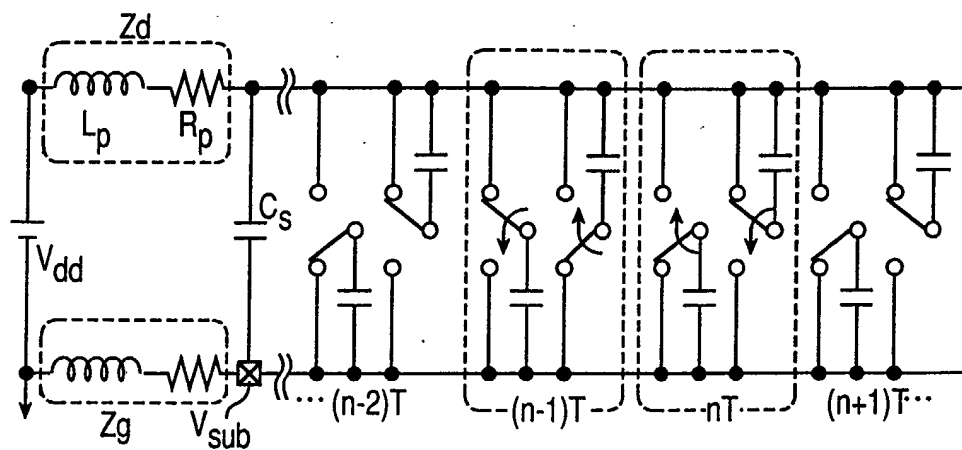 Zd
Lp
Rp
Cs
Vdd
Zg
Vsub
... (n-2)T
(n-1)T
nT
(n+1)T...